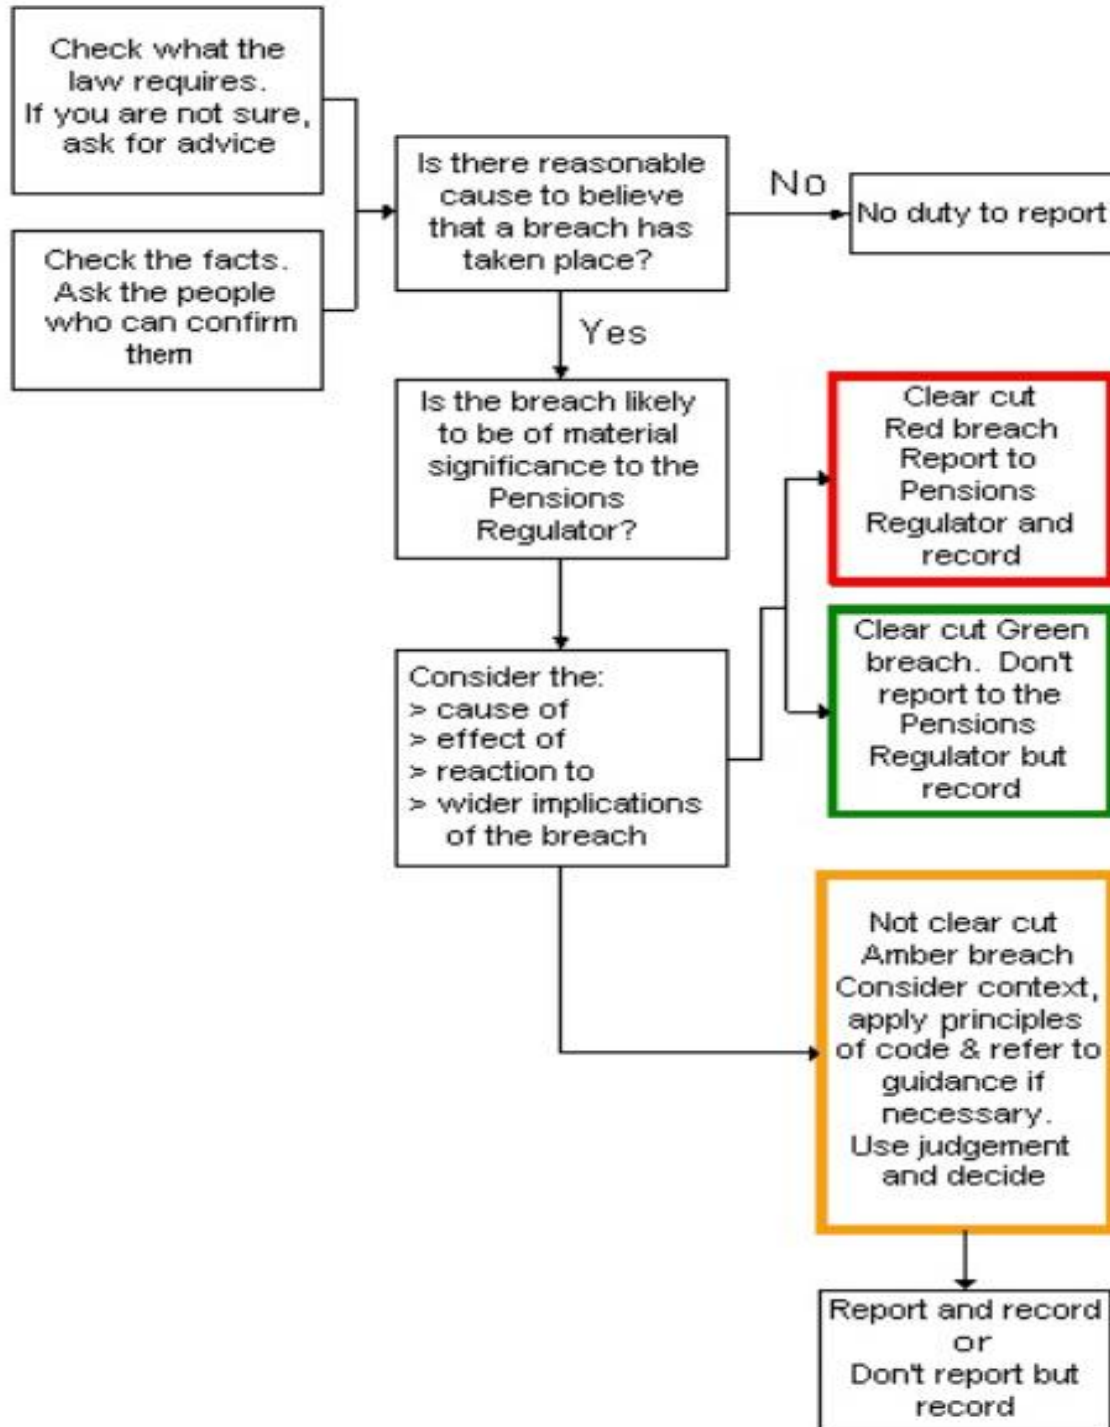 Check what the
law requires.
If you are not sure,
ask for advice
Check the facts.
Ask the people
who can confirm
them
Is there reasonable
cause to believe
that a breach has
taken place?
No
No duty to report
Yes
Is the breach likely
to be of material
significance to the
Pensions
Regulator?
Consider the:
> cause of
> effect of
> reaction to
> wider implications
of the breach
Clear cut
Red breach
Report to
Pensions
Regulator and
record
Clear cut Green
breach. Don't
report to the
Pensions
Regulator but
record
Not clear cut
Amber breach
Consider context,
apply principles
of code & refer to
guidance if
necessary.
Use judgement
and decide
Report and record
or
Don't report but
record